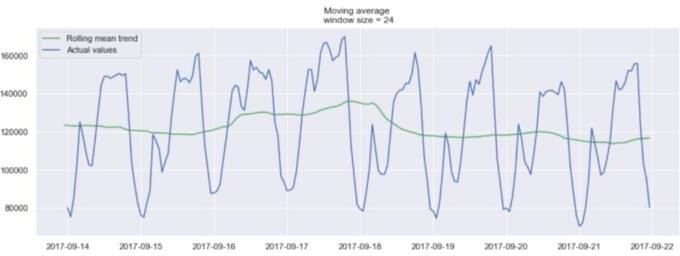 Moving average
window size = 24
Rolling mean trend
Actual values
160000
140000
120000
100000
80000
2017-09-14 2017-09-15 2017-09-16 2017-09-17 2017-09-18 2017-09-19 2017-09-20 2017-09-21 2017-09-22